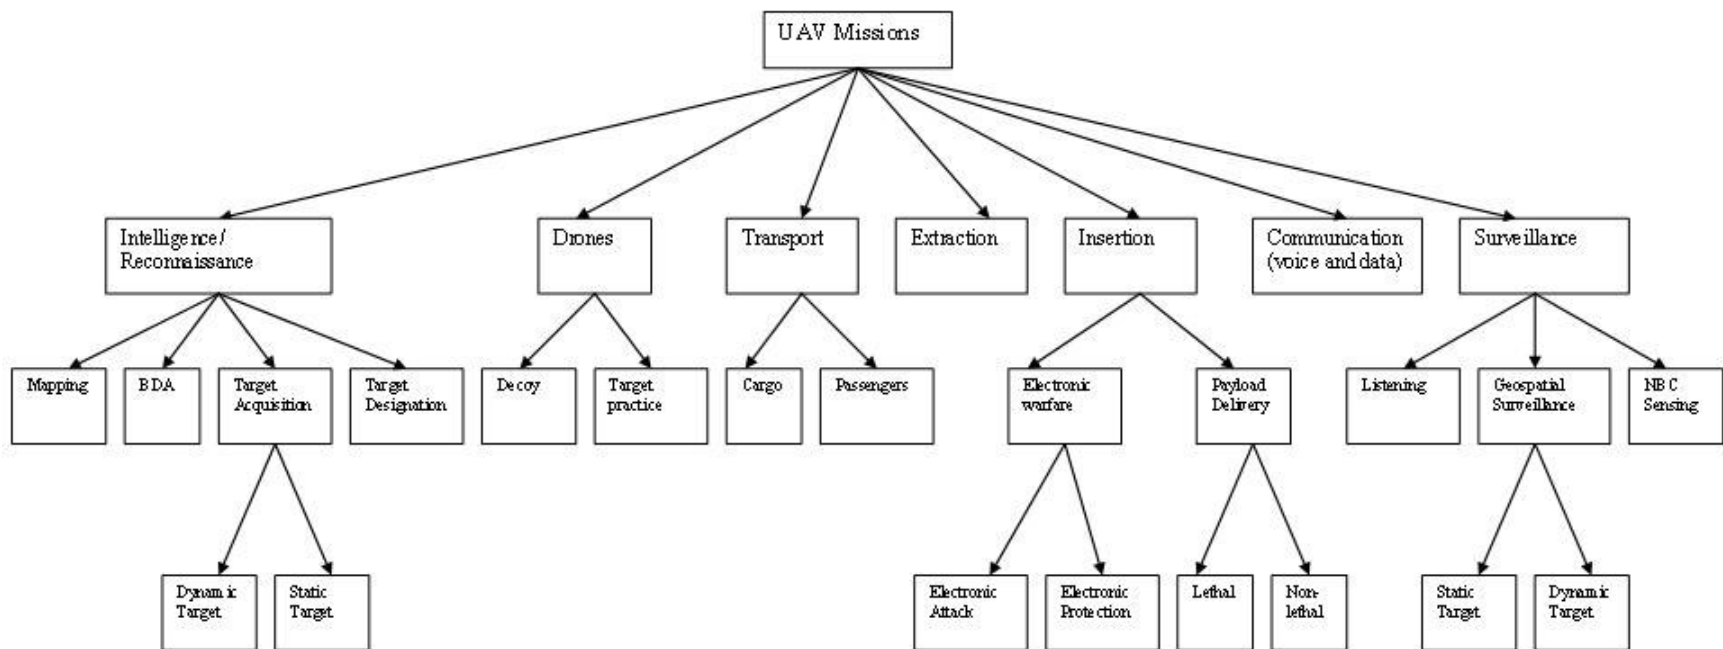 UAV Missions
Intelligence/
Reconnaissance
Drones
Transport
Extraction
Insertion
Communication
(voice and data)
Surveillance
Mapping
BDA
Target
Acquisition
Target
Designation
Decoy
Target
practice
Cargo
Passengers
Electronic
warfare
Payload
Delivery
Listening
Geospatial
Surveillance
NBC
Sensing
Dynamic
Target
Static
Target
Electronic
Attack
Electronic
Protection
Lethal
Non-
lethal
Static
Target
Dynamic
Target